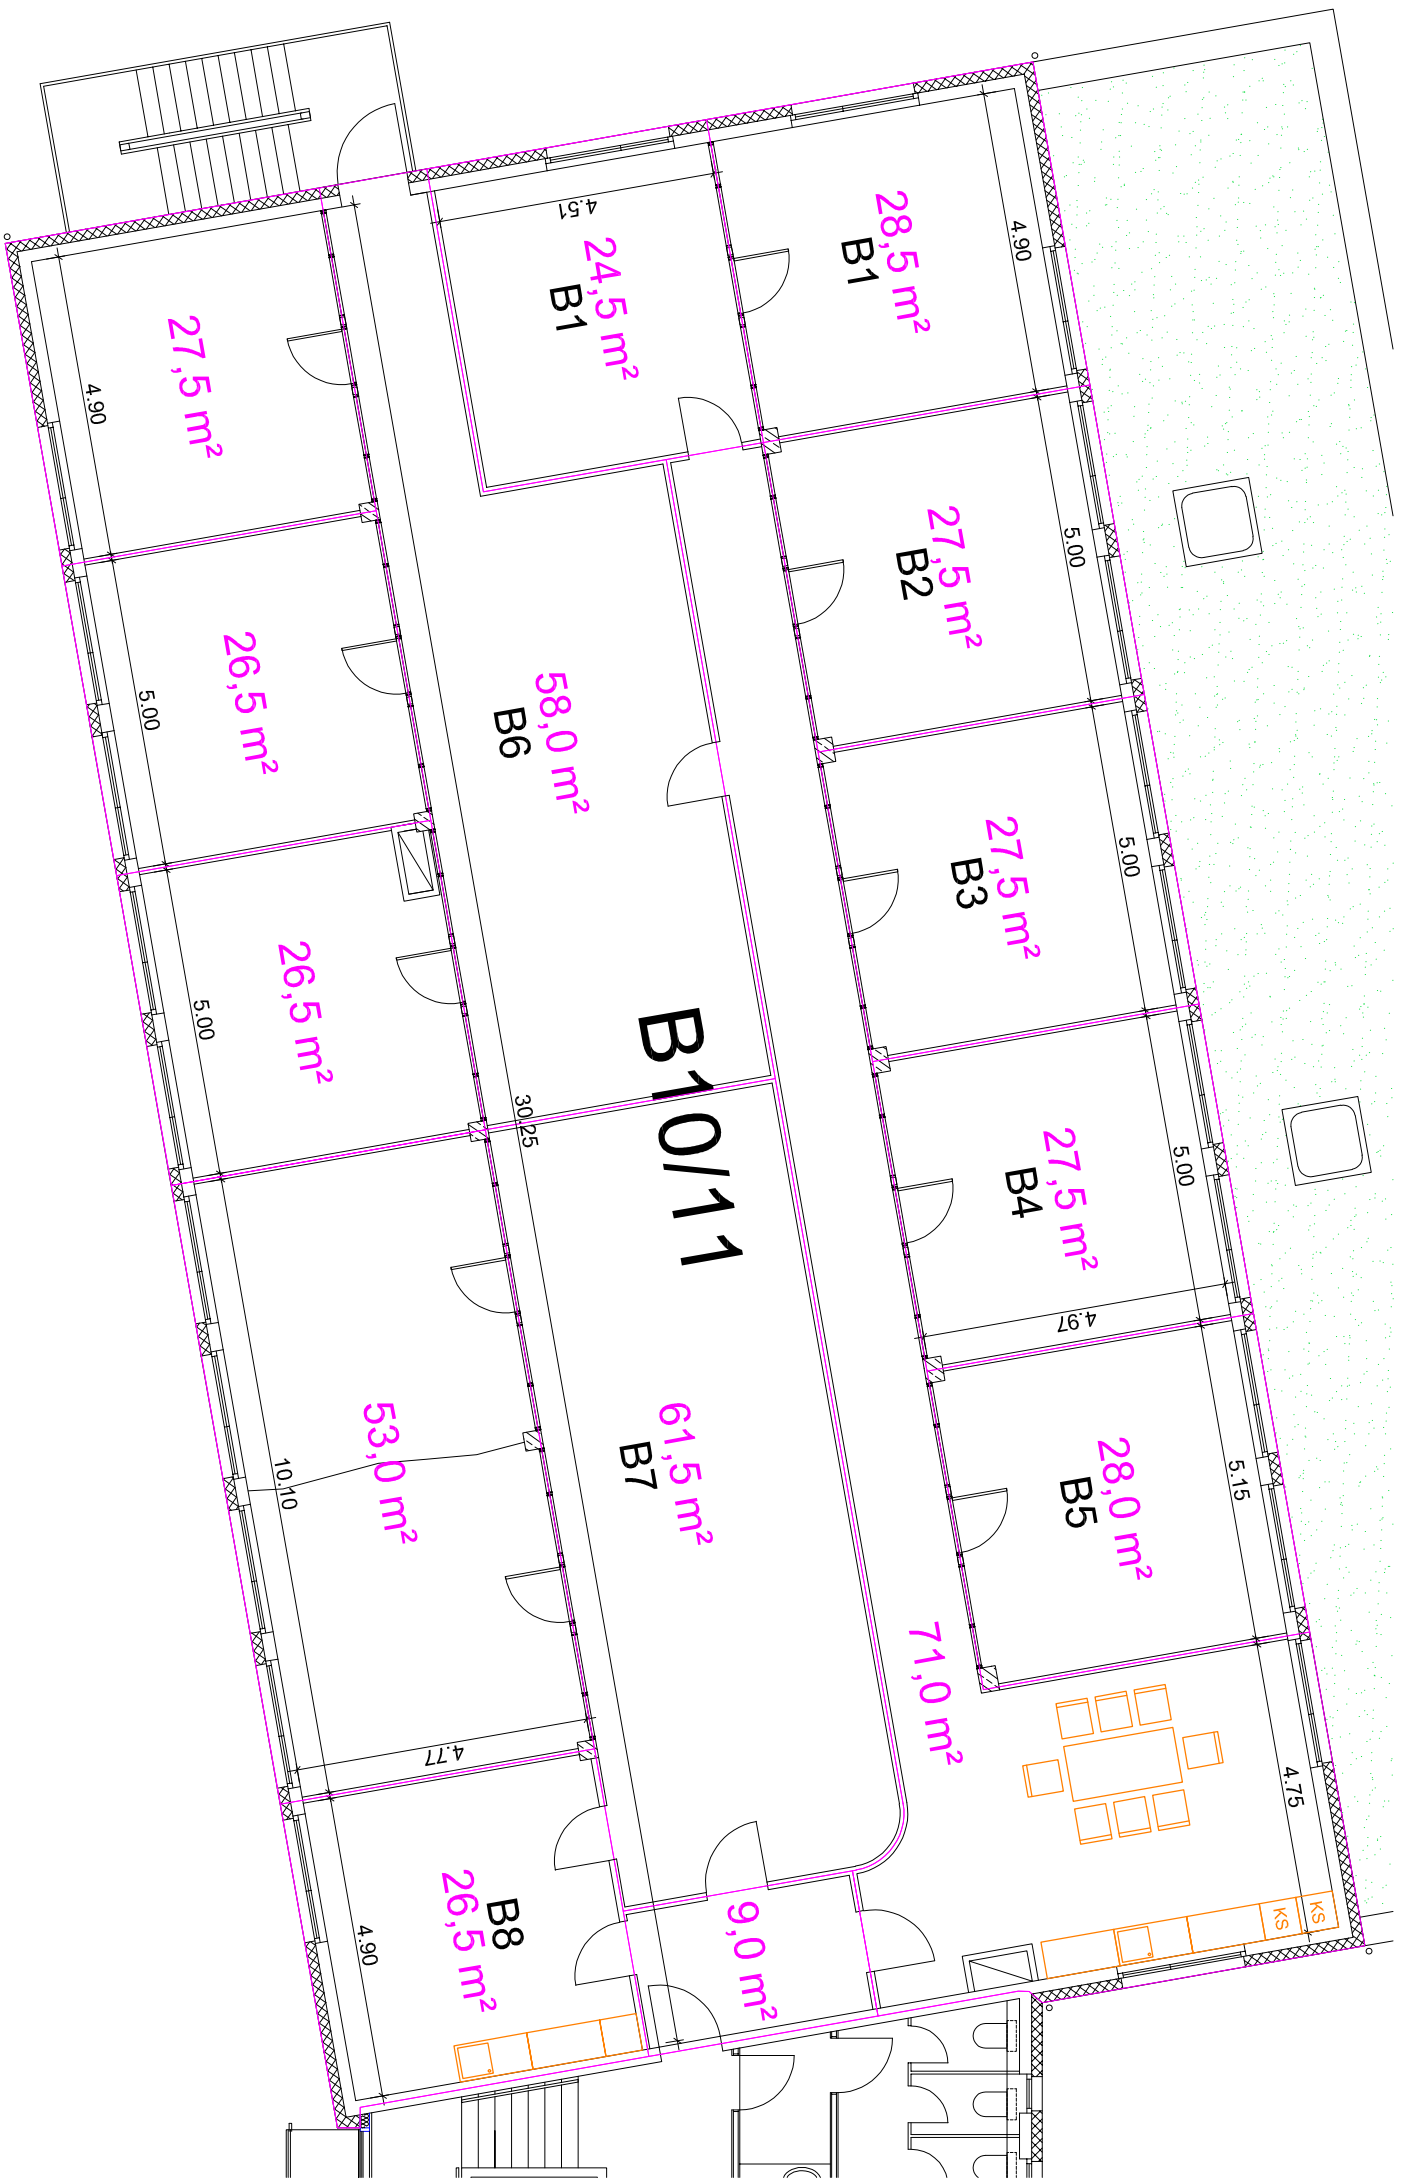 4.51
24,5 m²
B1
28,5 m²
B1
4.90
27,5 m²
4.90
27,5 m²
B2
5.00
26,5 m²
5.00
58,0 m²
B6
27,5 m²
B3
5.00
26,5 m²
5.00
B10/11
30.25
27,5 m²
B4
5.00
4.97
53,0 m²
10.10
61,5 m²
B7
28,0 m²
B5
5.15
71,0 m²
4.77
4.75
B8
26,5 m²
4.90
9,0 m²
KS
KS